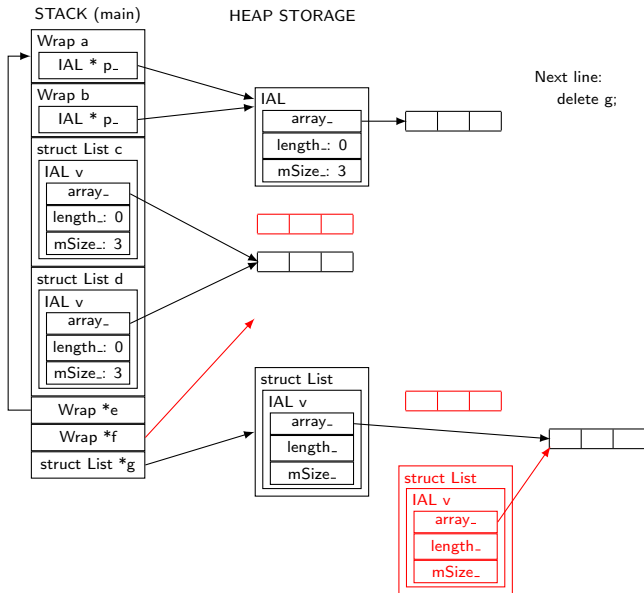 STACK (main)
HEAP STORAGE
Wrap a
IAL * p_
Wrap b
IAL * p_
struct List c
IAL v
array_
length_: 0
mSize_: 3
struct List d
IAL v
array_
length_: 0
mSize_: 3
Wrap *e
Wrap *f
struct List *g
IAL
array_
length_: 0
mSize_: 3
Next line:
delete g;
struct List
IAL v
array_
length_
mSize_
struct List
IAL v
array_
length_
mSize_